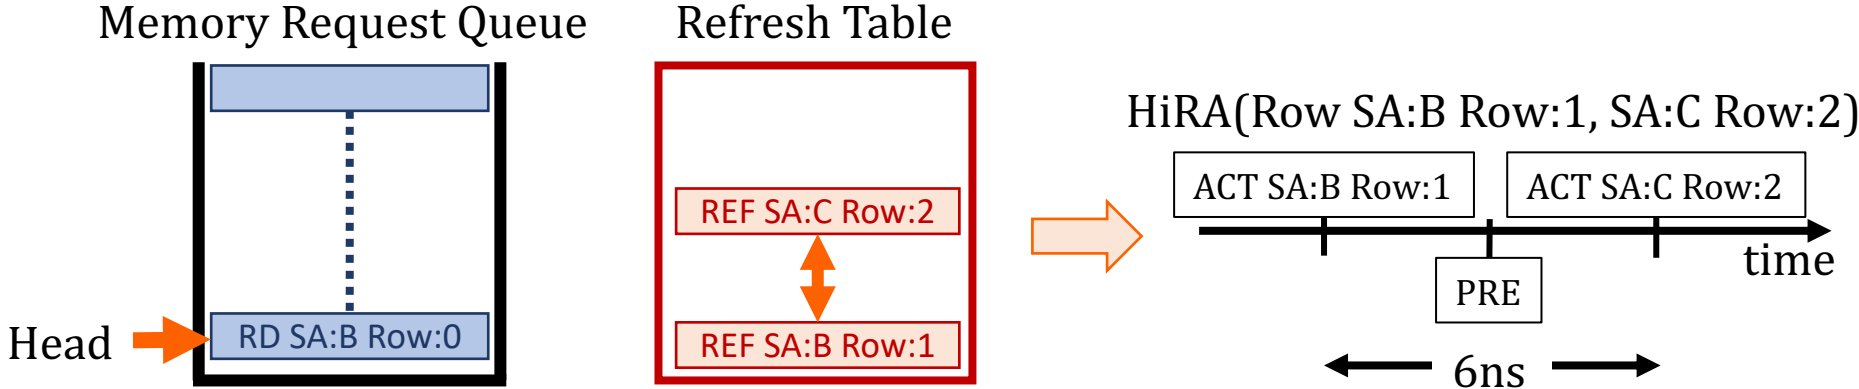 Memory Request Queue
Refresh Table
HiRA(Row SA:B Row:1, SA:C Row:2)
ACT SA:B Row:1
ACT SA:C Row:2
REF SA:C Row:2
time
PRE
Head
RD SA:B Row:0
REF SA:B Row:1
6ns